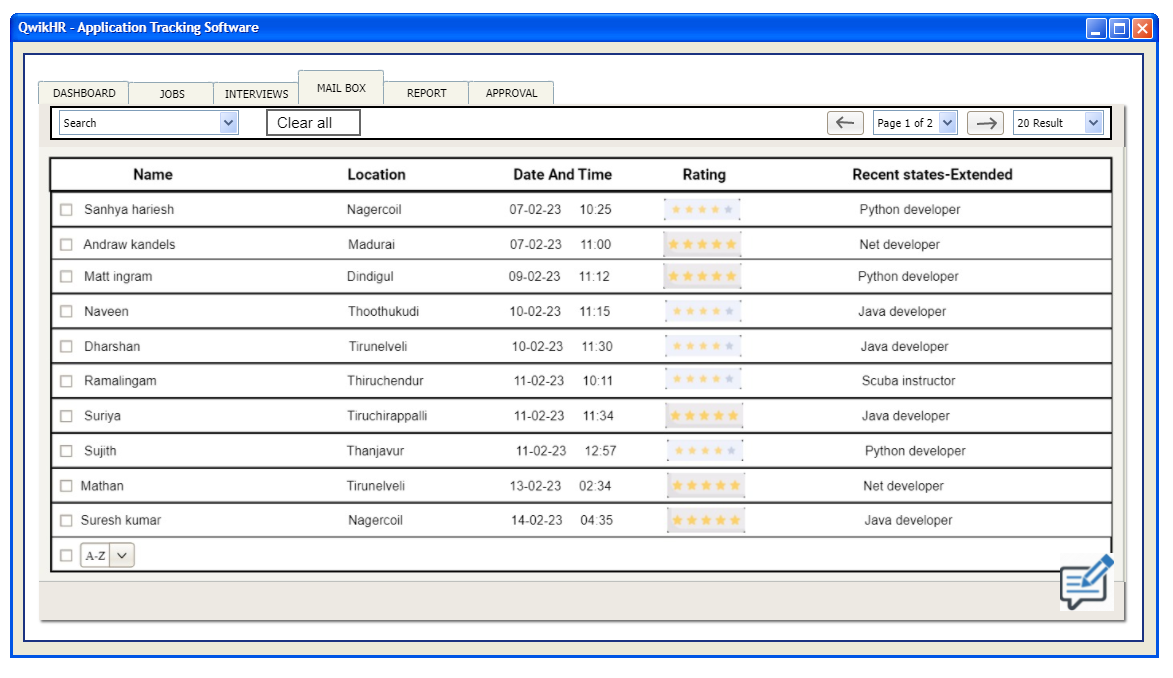 QwikHR - Application Tracking Software
DASHBOARD JOBS INTERVIEWS MAIL BOX REPORT APPROVAL
Search Clear all Page 1 of 2 20 Result
Name Location Date And Time Rating Recent states-Extended
Sanhya hariesh Nagercoil 07-02-23 10:25 Python developer
Andraw kandels Madurai 07-02-23 11:00 Net developer
Matt ingram Dindigul 09-02-23 11:12 Python developer
Naveen Thoothukudi 10-02-23 11:15 Java developer
Dharshan Tirunelveli 10-02-23 11:30 Java developer
Ramalingam Thiruchendur 11-02-23 10:11 Scuba instructor
Suriya Tiruchirappalli 11-02-23 11:34 Java developer
Sujith Thanjavur 11-02-23 12:57 Python developer
Mathan Tirunelveli 13-02-23 02:34 Net developer
Suresh kumar Nagercoil 14-02-23 04:35 Java developer
A-Z